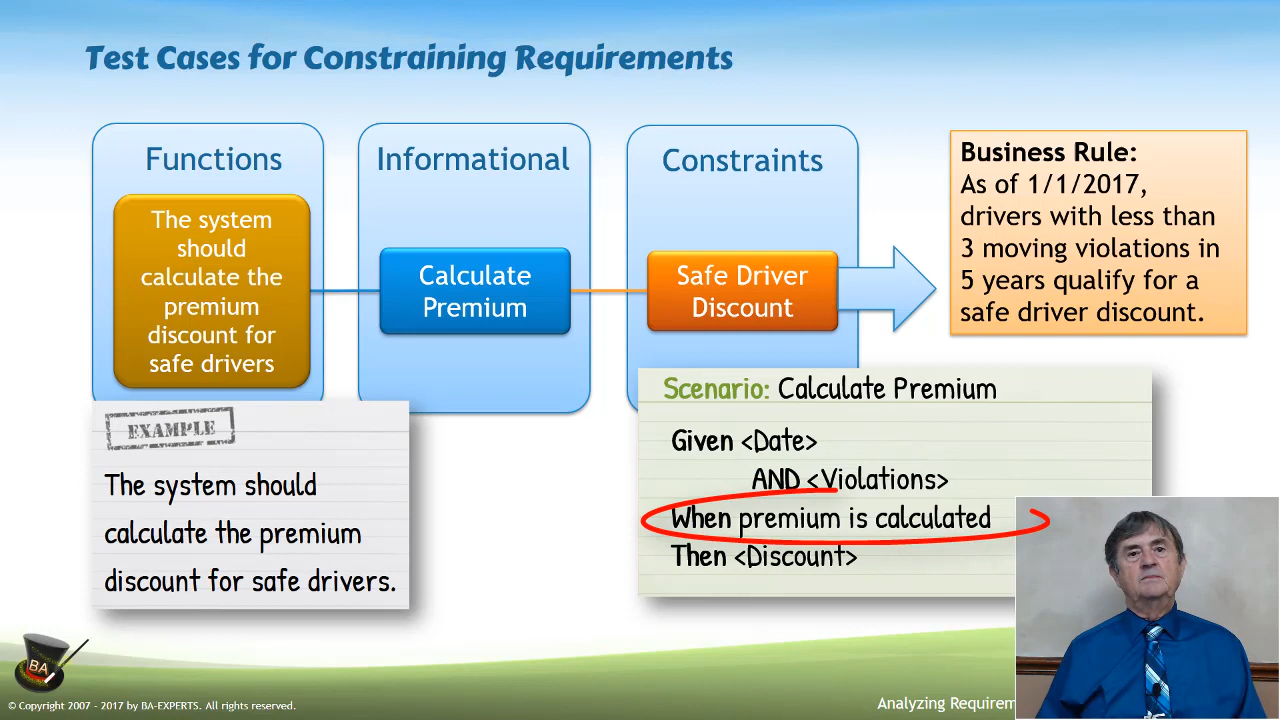 Test Cases for Constraining Requirements
Functions
The system
should
calculate the
premium
discount for
safe drivers
Informational
Calculate
Premium
Constraints
Safe Driver
Discount
Business Rule:
As of 1/1/2017,
drivers with less than
3 moving violations in
5 years qualify for a
safe driver discount.
EXAMPLE
The system should
calculate the premium
discount for safe drivers.
Scenario: Calculate Premium
Given <Date>
AND <Violations>
When premium is calculated
Then <Discount>
BA
© Copyright 2007 - 2017 by BA-EXPERTS. All rights reserved.
Analyzing Requirem